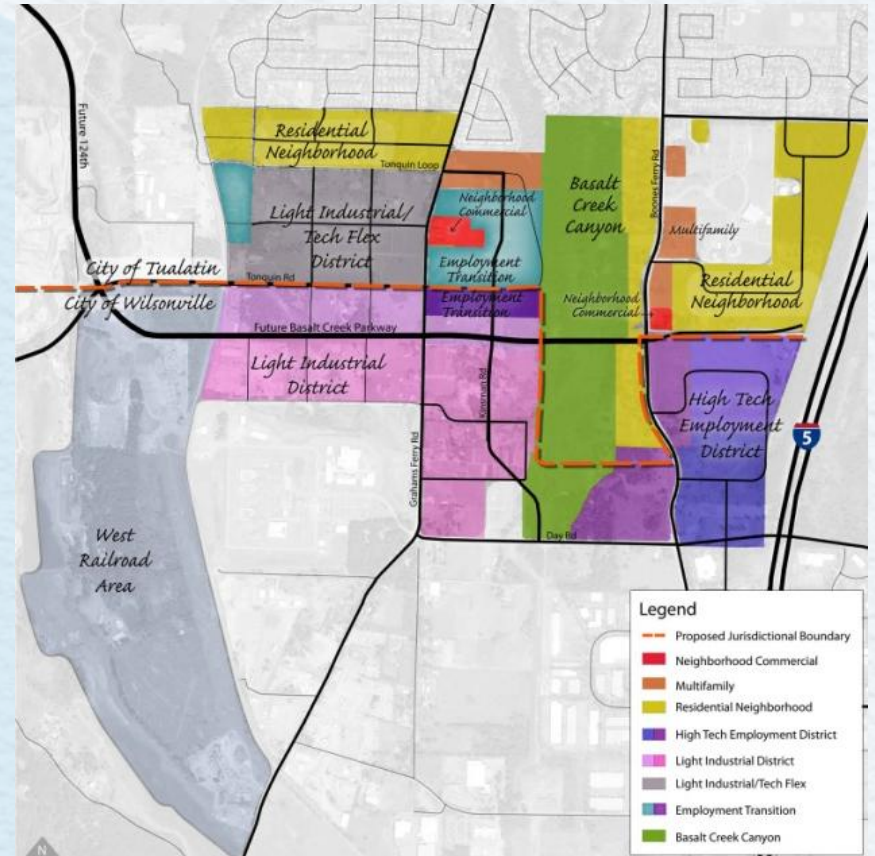 Future 124th
Residential
Neighborhood
Tonquin Loop
Neighborhood
Commercial
Light Industrial/
Tech Flex
District
Employment
Transition
Basalt
Creek
Canyon
Boones Ferry Rd
Multifamily
Residential
Neighborhood
City of Tualatin
Tonquin Rd
City of Wilsonville
Employment
Transition
Neighborhood
Commercial
Future Basalt Creek Parkway
Light Industrial
District
Kinsman Rd
High Tech
Employment
District
5
Grahams Ferry Rd
West
Railroad
Area
Day Rd
Legend
Proposed Jurisdictional Boundary
Neighborhood Commercial
Multifamily
Residential Neighborhood
High Tech Employment District
Light Industrial District
Light Industrial/Tech Flex
Employment Transition
Basalt Creek Canyon
N